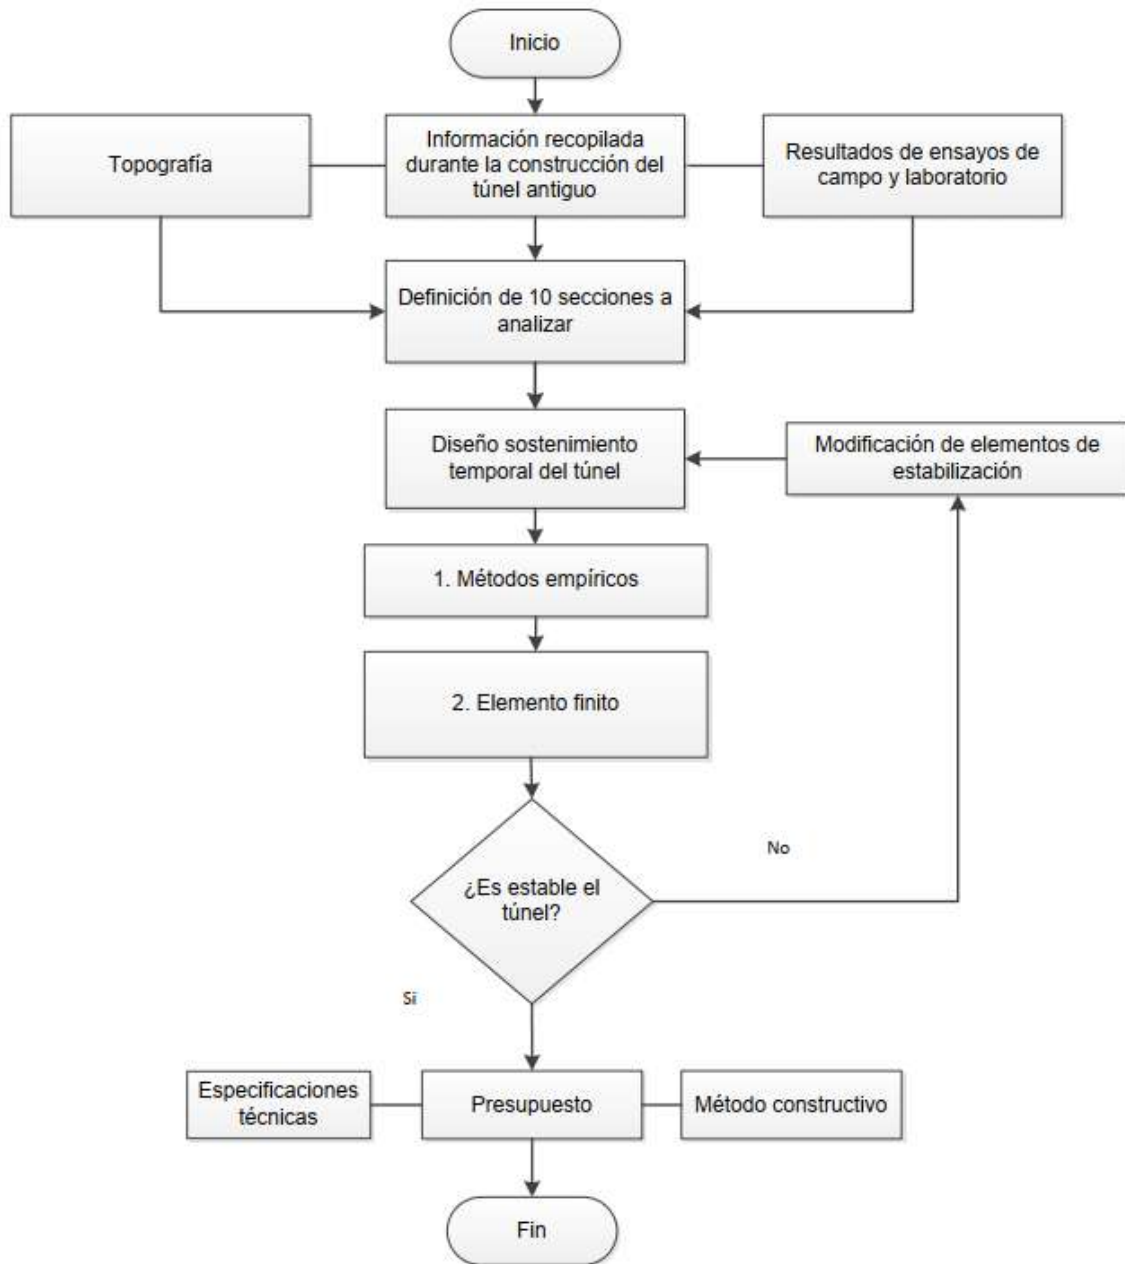 Inicio
Topografía
Información recopilada
durante la construcción del
túnel antiguo
Resultados de ensayos de
campo y laboratorio
Definición de 10 secciones a
analizar
Diseño sostenimiento
temporal del túnel
Modificación de elementos de
estabilización
1. Métodos empíricos
2. Elemento finito
¿Es estable el
túnel?
No
Si
Especificaciones
técnicas
Presupuesto
Método constructivo
Fin